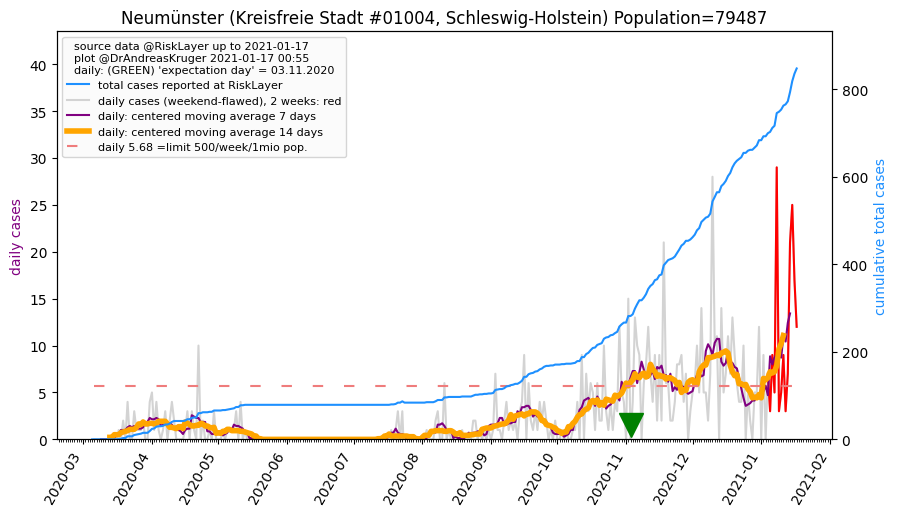 Neumünster (Kreisfreie Stadt #01004, Schleswig-Holstein) Population=79487
source data @RiskLayer up to 2021-01-17
plot @DrAndreasKruger 2021-01-17 00:55
daily: (GREEN) 'expectation day' = 03.11.2020
total cases reported at RiskLayer
daily cases (weekend-flawed), 2 weeks: red
daily: centered moving average 7 days
daily: centered moving average 14 days
daily 5.68 =limit 500/week/1mio pop.
daily cases
40
35
30
25
20
15
10
5
0
cumulative total cases
800
600
400
200
0
2020-03
2020-04
2020-05
2020-06
2020-07
2020-08
2020-09
2020-10
2020-11
2020-12
2021-01
2021-02